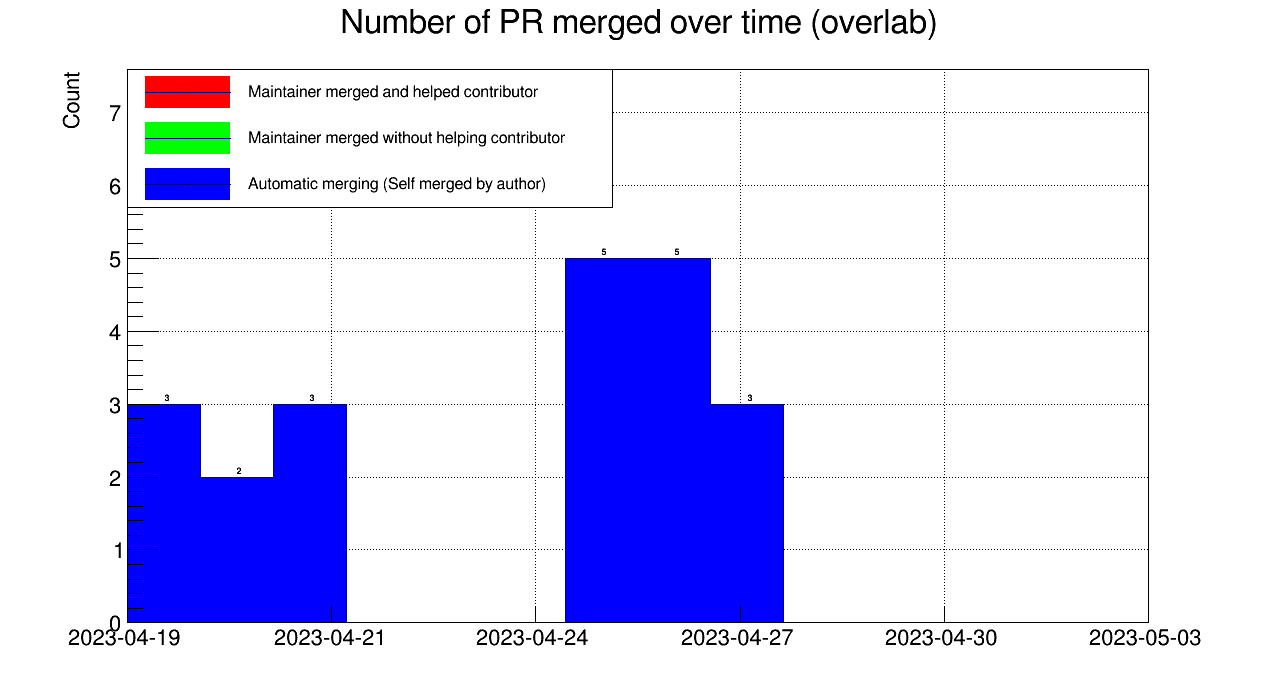 Number of PR merged over time (overlab)
Count
Maintainer merged and helped contributor
Maintainer merged without helping contributor
Automatic merging (Self merged by author)
7
6
5
4
3
2
1
0
5 5
3 3 3
2
2023-04-19 2023-04-21 2023-04-24 2023-04-27 2023-04-30 2023-05-03